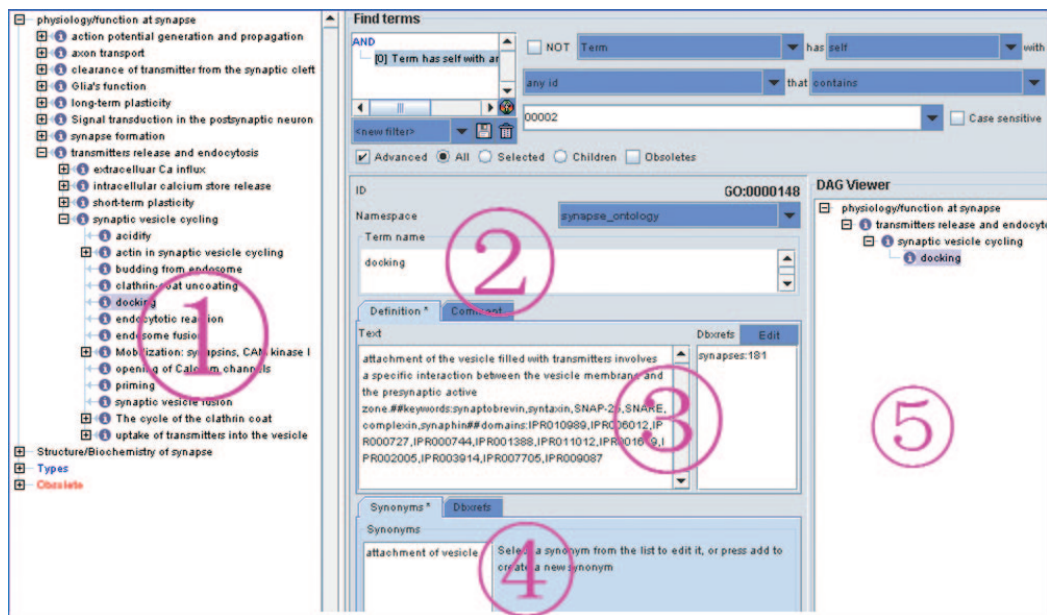 physiology/function at synapse
action potential generation and propagation
axon transport
clearance of transmitter from the synaptic cleft
Glia's function
long-term plasticity
Signal transduction in the postsynaptic neuron
synapse formation
transmitters release and endocytosis
extracelluar Ca influx
intracellular calcium store release
short-term plasticity
synaptic vesicle cycling
acidify
actin in synaptic vesicle cycling
budding from endosome
clathrin-coat uncoating
docking
endocytotic reaction
endosome fusion
Mobilization: synapsins, CAM kinase I
opening of Calcium channels
priming
synaptic vesicle fusion
The cycle of the clathrin coat
uptake of transmitters into the vesicle
Structure/Biochemistry of synapse
Types
Obsolete
①
Find terms
AND
[0] Term has self with ar
NOT Term has self with
any id that contains
00002 Case sensitive
<new filter>
Advanced All Selected Children Obsoletes
ID GO:0000148
Namespace synapse_ontology
Term name
docking
②
Definition * Comment
Text Dbxrefs Edit
attachment of the vesicle filled with transmitters involves
a specific interaction between the vesicle membrane and
the presynaptic active
zone.##keywords:synaptobrevin,syntaxin,SNAP-25,SNARE,
complexin,synaphin##domains:IPR010989,IPR006012,IP
R000727,IPR000744,IPR001388,IPR011012,
PR002005,IPR003914,IPR007705,IPR009087
synapses:181
③
Synonyms * Dbxrefs
Synonyms
attachment of vesicle
Select a synonym from the list to edit it, or press add to
create a new synonym
④
DAG Viewer
physiology/function at synapse
transmitters release and endocyto
synaptic vesicle cycling
docking
⑤